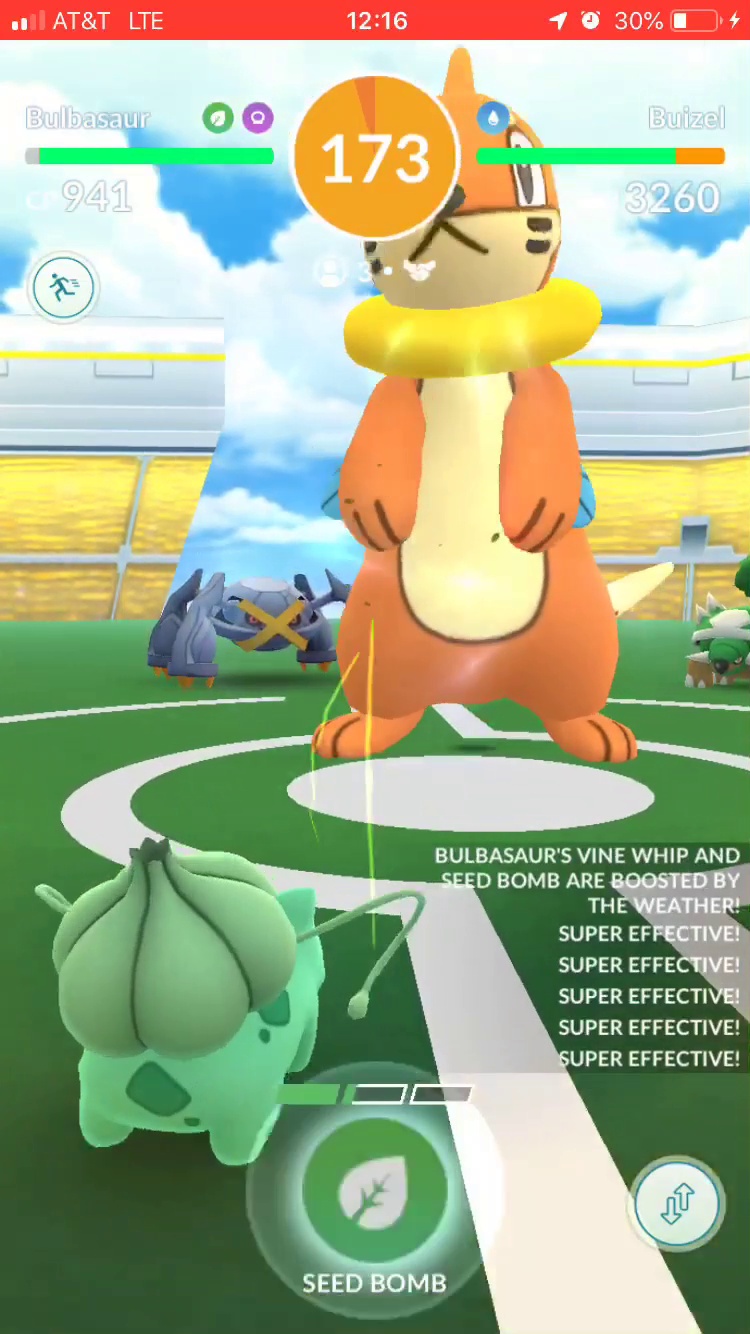 AT&T LTE 12:16 30%
Bulbasaur Buizel
173
CP 941 3260
3
BULBASAUR'S VINE WHIP AND
SEED BOMB ARE BOOSTED BY
THE WEATHER!
SUPER EFFECTIVE!
SUPER EFFECTIVE!
SUPER EFFECTIVE!
SUPER EFFECTIVE!
SUPER EFFECTIVE!
SEED BOMB